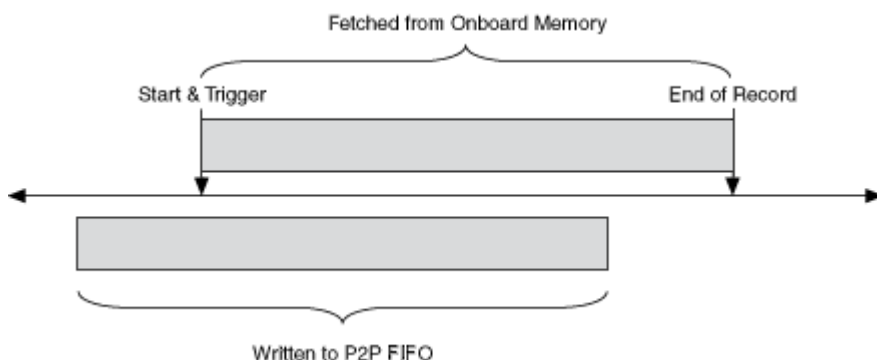 Fetched from Onboard Memory
Start & Trigger
End of Record
Written to P2P FIFO